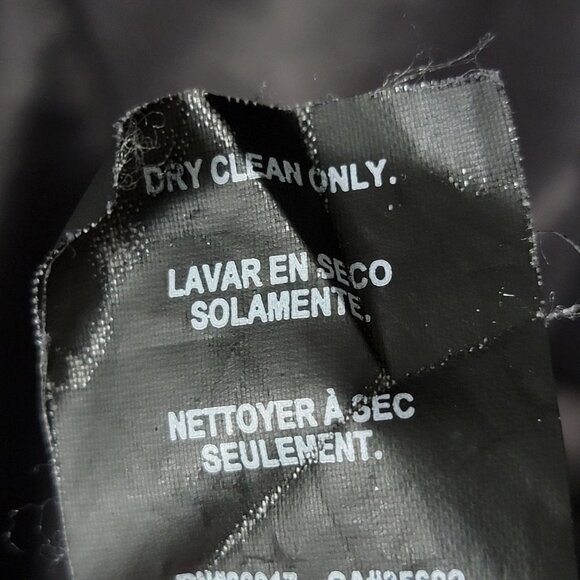 DRY CLEAN ONLY.
LAVAR EN SECO
SOLAMENTE.
NETTOYER À SEC
SEULEMENT.